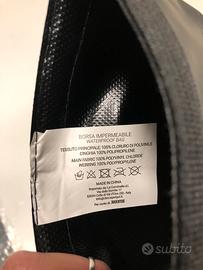 BORSA IMPERMEABILE
WATERPROOF BAG
TESSUTO PRINCIPALE: 100% CLORURO DI POLIVINILE
CINGHIA 100% POLIPROPILENE
MAIN FABRIC 100% POLYVINYL CHLORIDE
WEBBING 100% POLYPROPYLENE
MADE IN CHINA
subito